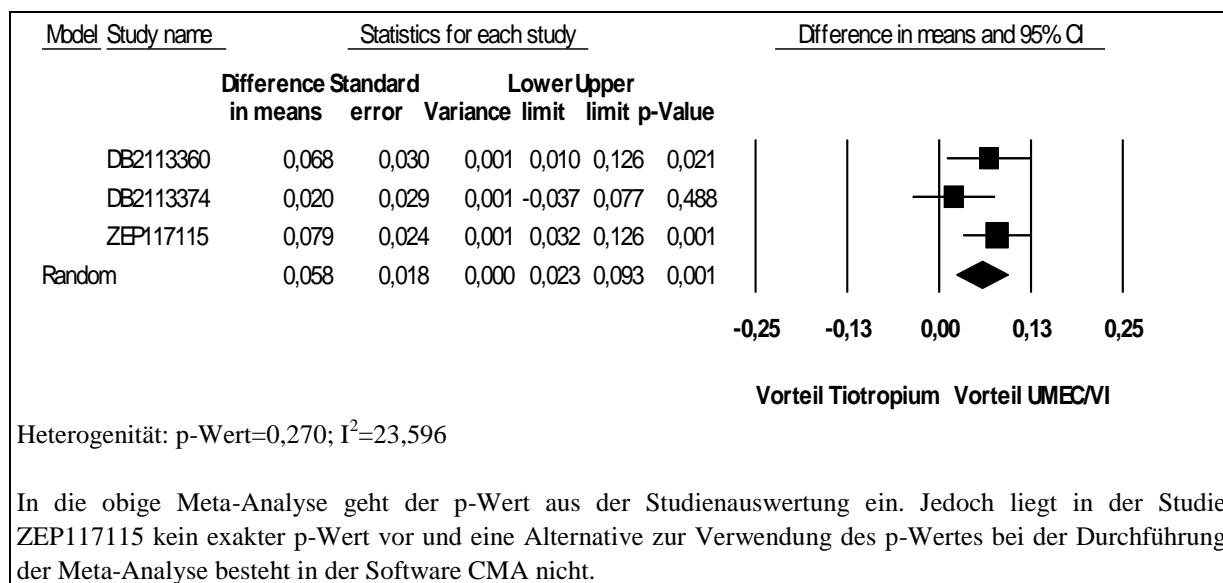 Model Study name Statistics for each study Difference in means and 95% CI
Difference Standard Lower Upper
in means error Variance limit limit p-Value
DB2113360 0,068 0,030 0,001 0,010 0,126 0,021
DB2113374 0,020 0,029 0,001 -0,037 0,077 0,488
ZEP117115 0,079 0,024 0,001 0,032 0,126 0,001
Random 0,058 0,018 0,000 0,023 0,093 0,001
-0,25 -0,13 0,00 0,13 0,25
Vorteil Tiotropium Vorteil UMEC/VI
Heterogenität: p-Wert=0,270; I²=23,596
In die obige Meta-Analyse geht der p-Wert aus der Studienauswertung ein. Jedoch liegt in der Studie
ZEP117115 kein exakter p-Wert vor und eine Alternative zur Verwendung des p-Wertes bei der Durchführung
der Meta-Analyse besteht in der Software CMA nicht.